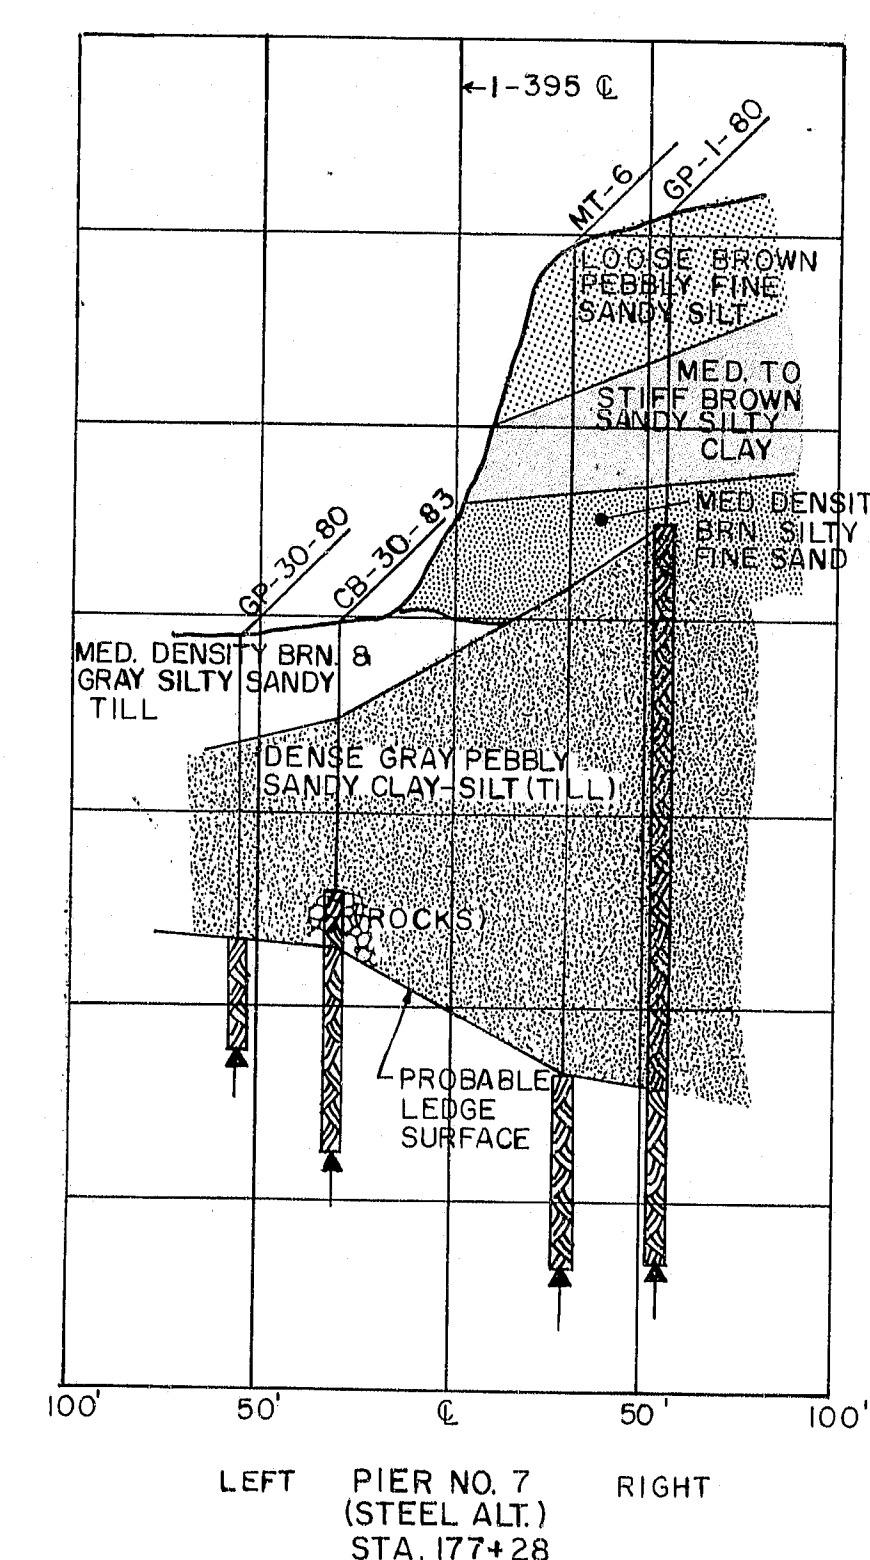 I-395 ℄
MT-6
GP-1-80
LOOSE BROWN
PEBBLY FINE
SANDY SILT
MED. TO
STIFF BROWN
SANDY SILTY
CLAY
GP-30-80
CB-30-83
MED. DENSIT
BRN. SILTY
FINE SAND
MED. DENSITY BRN. &
GRAY SILTY SANDY
TILL
DENSE GRAY PEBBLY
SANDY CLAY-SILT (TILL)
(ROCKS)
PROBABLE
LEDGE
SURFACE
100' 50' ℄ 50' 100'
LEFT PIER NO. 7 RIGHT
(STEEL ALT.)
STA. 177+28